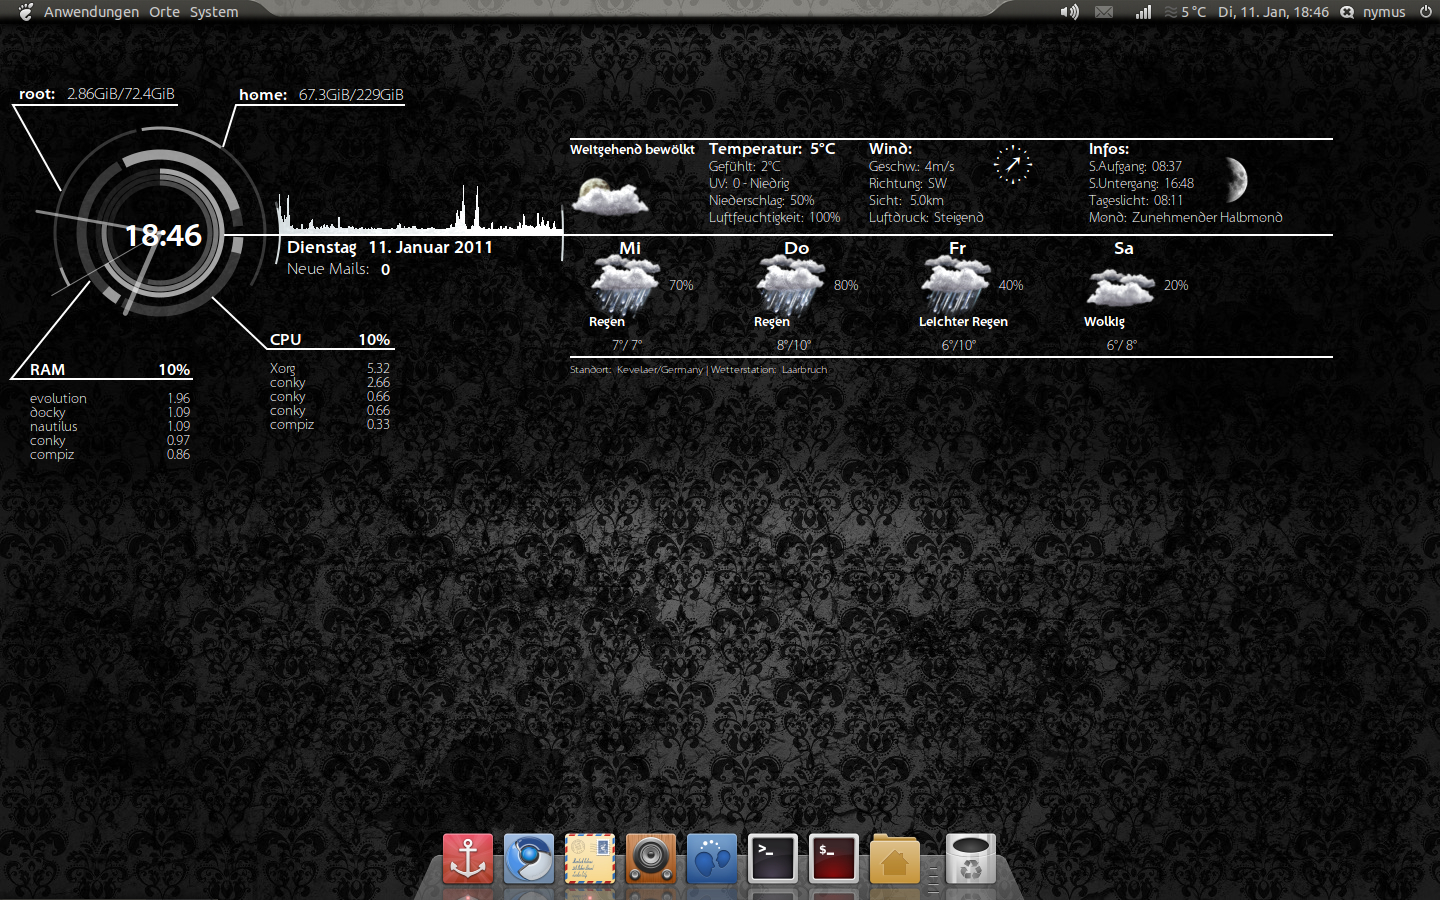 Anwendungen Orte System
5 °C Di, 11. Jan, 18:46 nymus
root: 2.86GiB/72.4GiB
home: 67.3GiB/229GiB
18:46
Dienstag 11. Januar 2011
Neue Mails: 0
CPU 10%
Xorg 5.32
conky 2.66
conky 0.66
conky 0.66
compiz 0.33
RAM 10%
evolution 1.96
docky 1.09
nautilus 1.09
conky 0.97
compiz 0.86
Weitgehend bewölkt
Temperatur: 5°C
Gefühlt: 2°C
UV: 0 - Niedrig
Niederschlag: 50%
Luftfeuchtigkeit: 100%
Wind:
Geschw.: 4m/s
Richtung: SW
Sicht: 5.0km
Luftdruck: Steigend
Infos:
S.Aufgang: 08:37
S.Untergang: 16:48
Tageslicht: 08:11
Mond: Zunehmender Halbmond
Mi Do Fr Sa
70% 80% 40% 20%
Regen Regen Leichter Regen Wolkig
7°/ 7° 8°/10° 6°/10° 6°/ 8°
Standort: Kevelaer/Germany | Wetterstation: Laarbruch
>_
$_